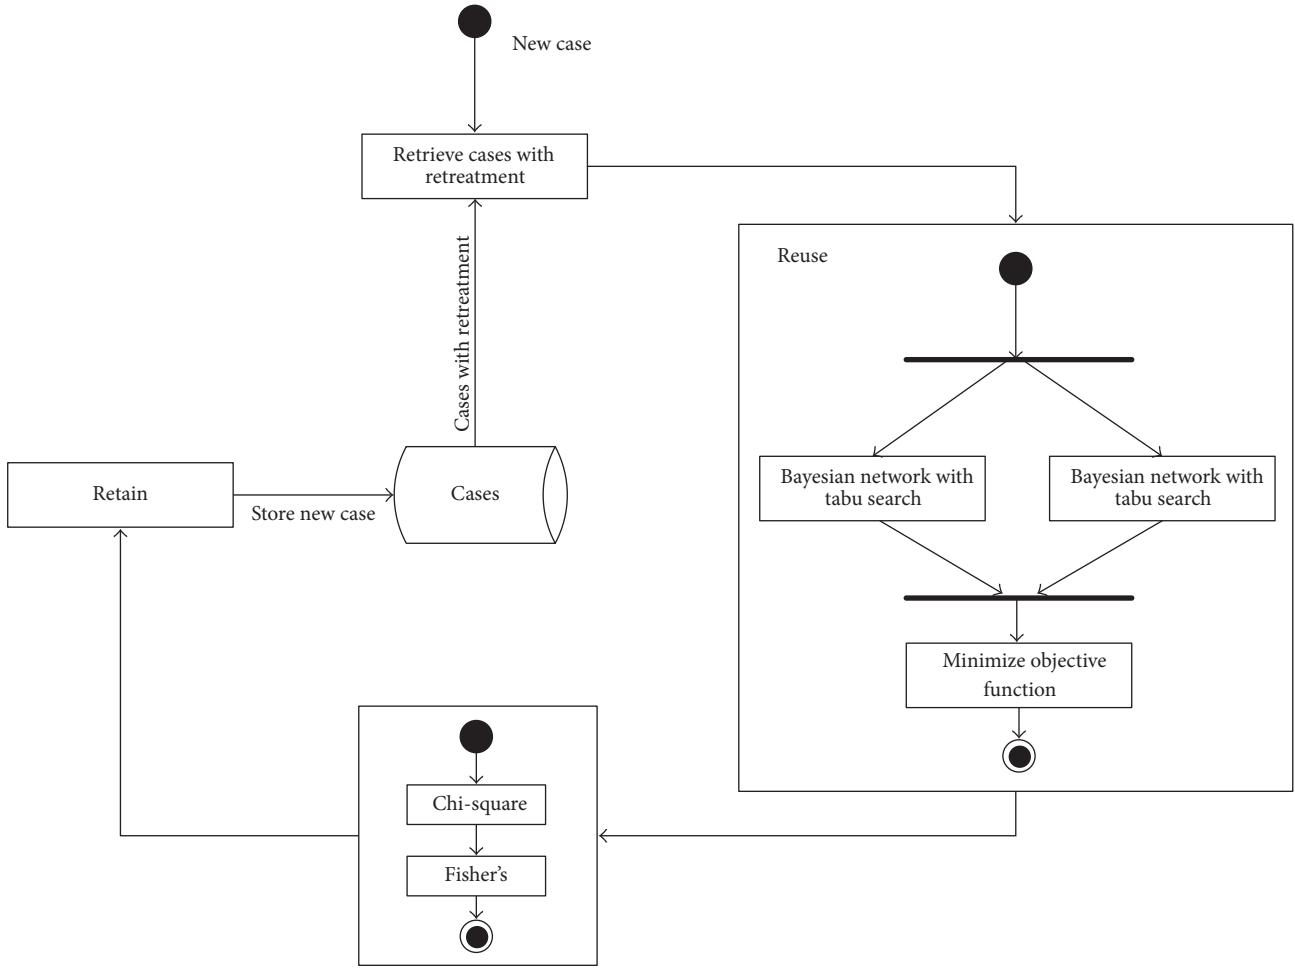 New case
Retrieve cases with
retreatment
Reuse
Cases with retreatment
Bayesian network with
tabu search
Bayesian network with
tabu search
Retain
Store new case
Cases
Minimize objective
function
Chi-square
Fisher's